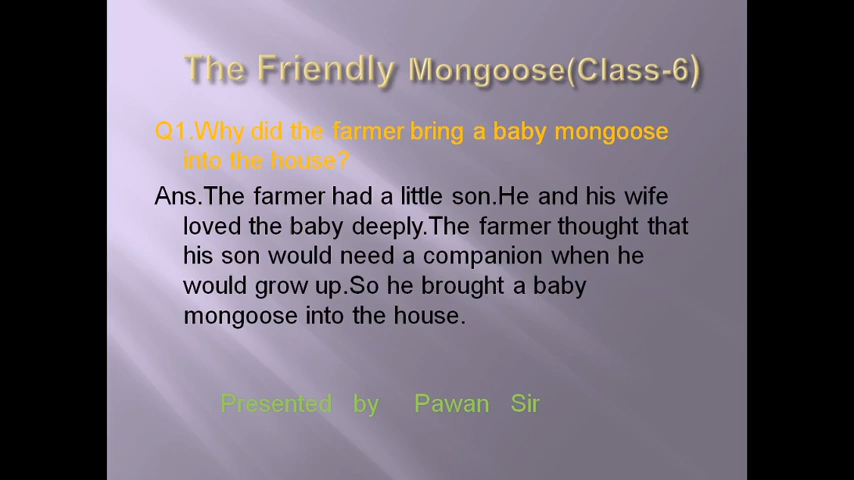 The Friendly Mongoose(Class-6)
Q1.Why did the farmer bring a baby mongoose
into the house?
Ans.The farmer had a little son.He and his wife
loved the baby deeply.The farmer thought that
his son would need a companion when he
would grow up.So he brought a baby
mongoose into the house.
Presented by Pawan Sir